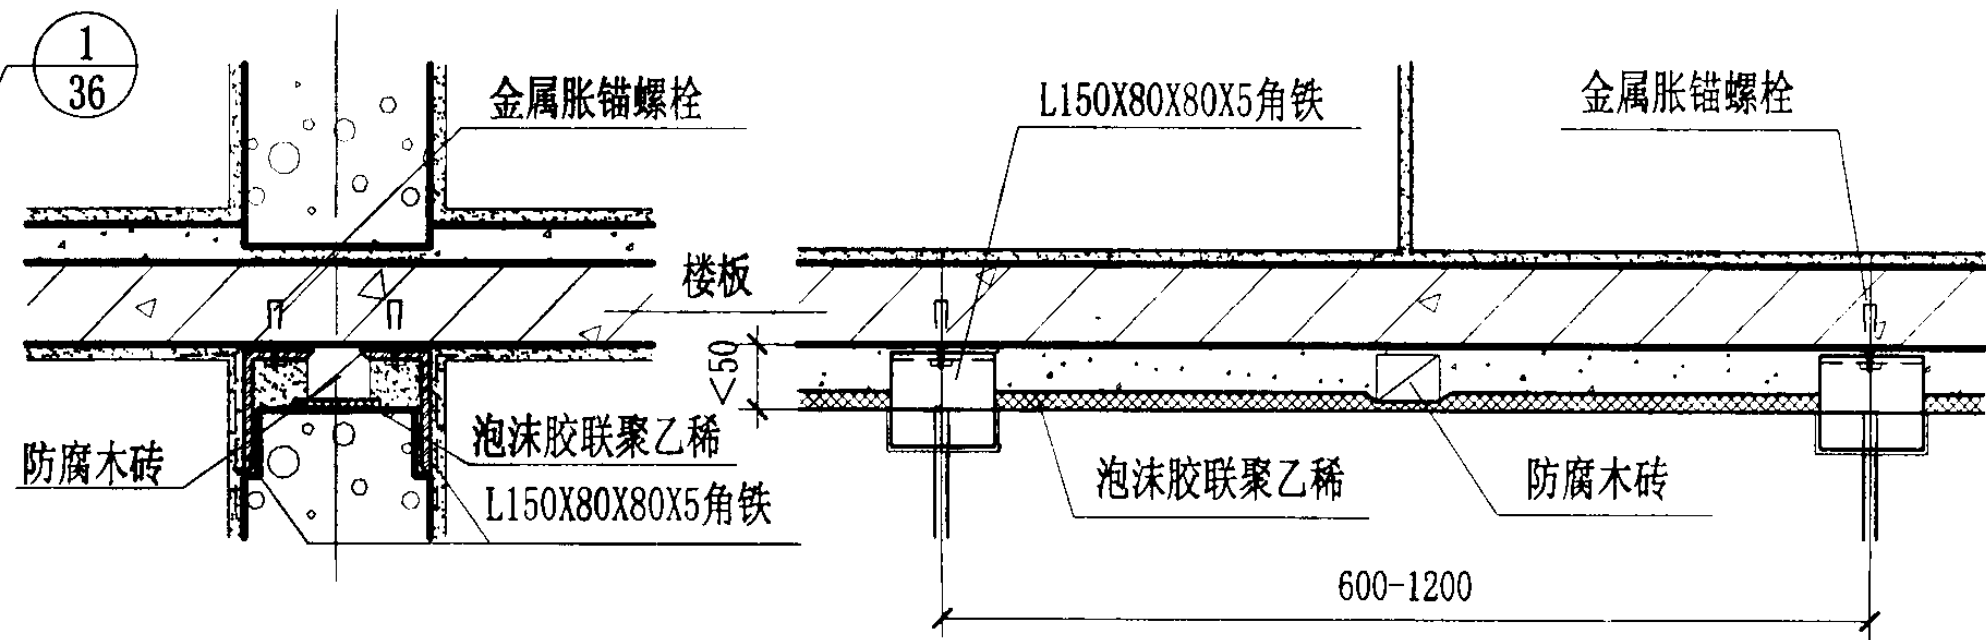 1
36
金属胀锚螺栓
L150X80X80X5角铁
金属胀锚螺栓
楼板
<50
防腐木砖
泡沫胶联聚乙稀
L150X80X80X5角铁
泡沫胶联聚乙稀
防腐木砖
600-1200